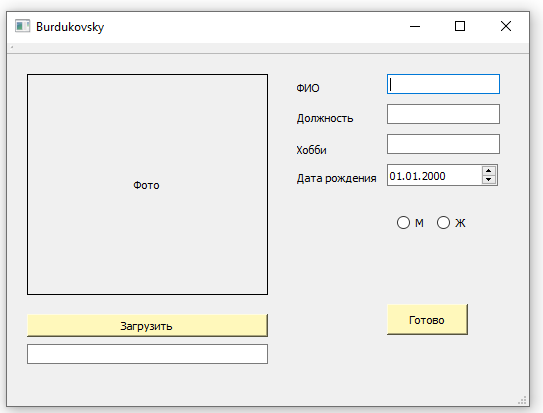 Burdukovsky
Фото
Загрузить
ФИО
Должность
Хобби
Дата рождения 01.01.2000
М Ж
Готово